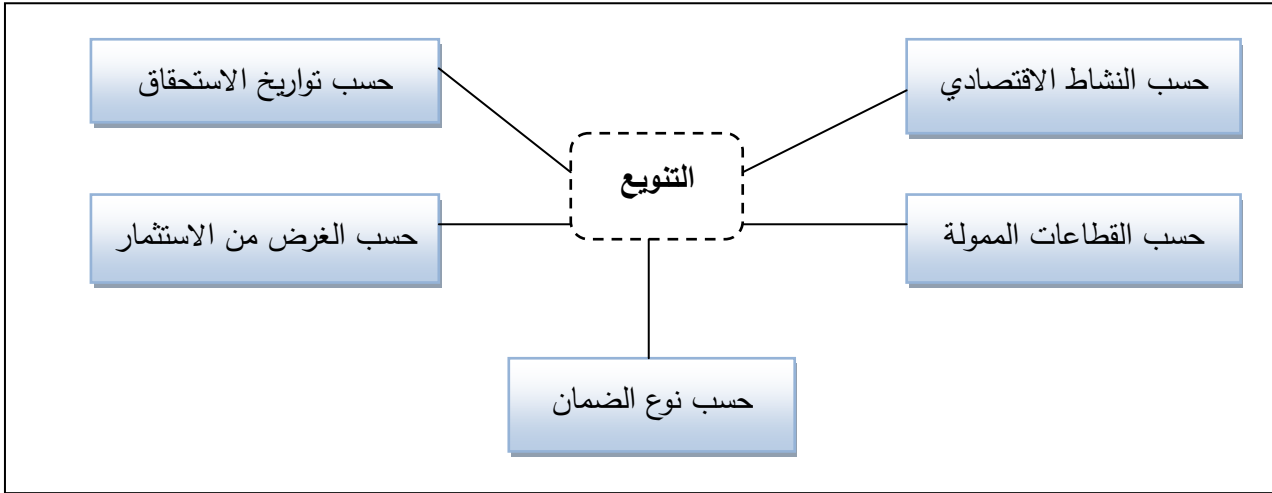 حسب النشاط الاقتصادي
حسب تواريخ الاستحقاق
التنويع
حسب القطاعات الممولة
حسب الغرض من الاستثمار
حسب نوع الضمان